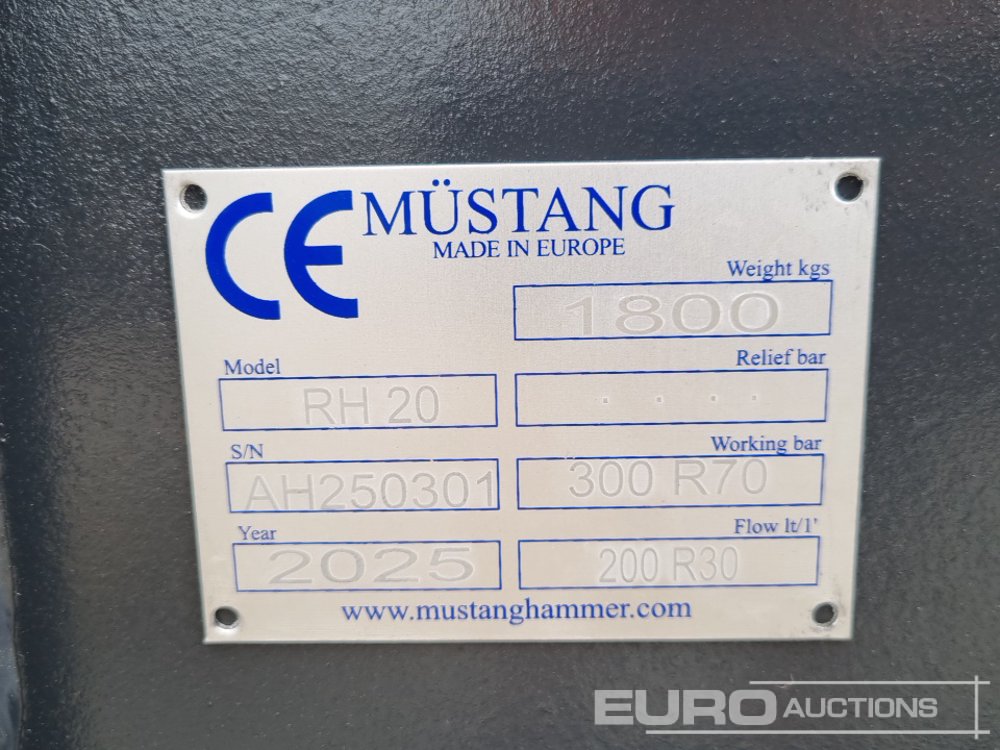 CE MÜSTANG
MADE IN EUROPE
Weight kgs
1800
Model
RH 20
Relief bar
. . . .
S/N
AH250301
Working bar
300 R70
Year
2025
Flow lt/1'
200 R30
www.mustanghammer.com
EURO AUCTIONS